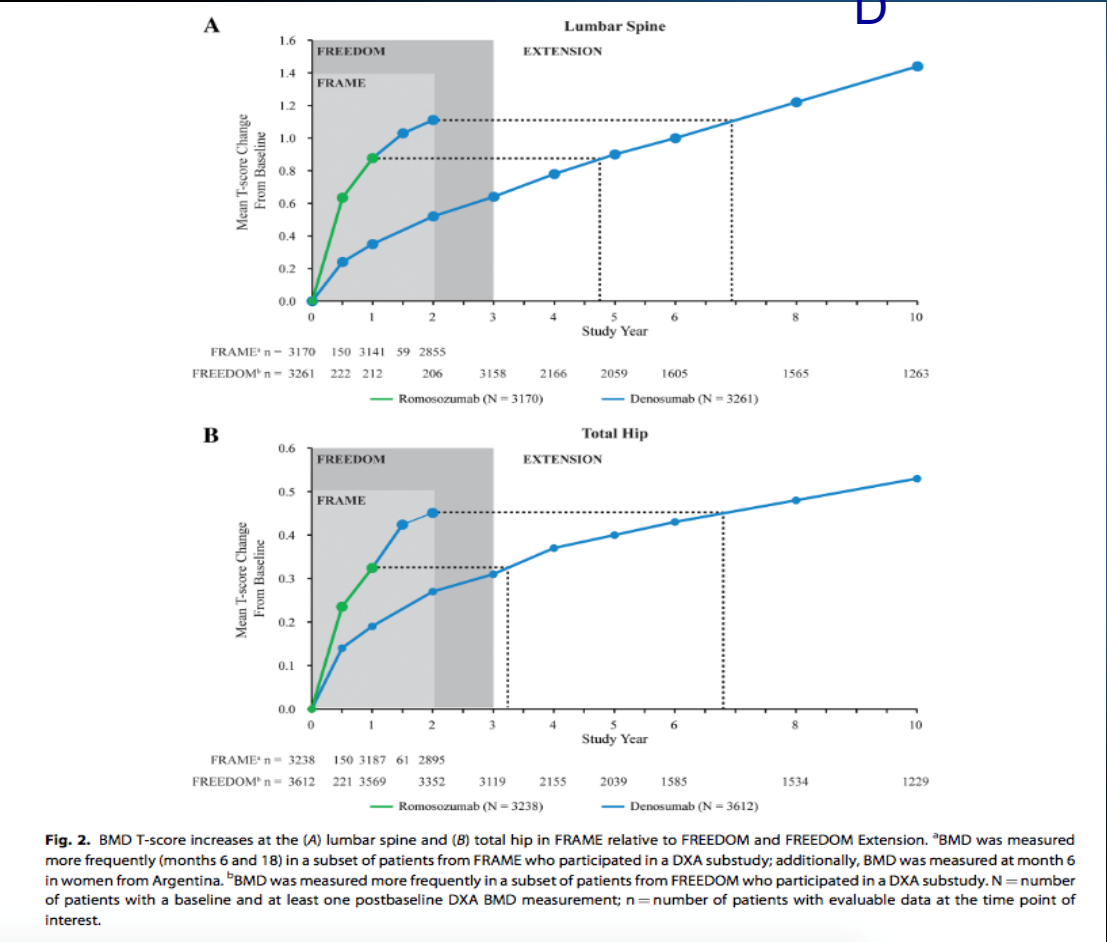 D
A
Lumbar Spine
1.6
FREEDOM
EXTENSION
1.4
FRAME
1.2
1.0
0.8
0.6
0.4
0.2
0.0
Mean T-score Change
From Baseline
0 1 2 3 4 5 6 8 10
Study Year
FRAMEᵃ n = 3170 150 3141 59 2855
FREEDOMᵇ n = 3261 222 212 206 3158 2166 2059 1605 1565 1263
Romosozumab (N = 3170) Denosumab (N = 3261)
B
Total Hip
0.6
FREEDOM
EXTENSION
0.5
FRAME
0.4
0.3
0.2
0.1
0.0
Mean T-score Change
From Baseline
0 1 2 3 4 5 6 8 10
Study Year
FRAMEᵃ n = 3238 150 3187 61 2895
FREEDOMᵇ n = 3612 221 3569 3352 3119 2155 2039 1585 1534 1229
Romosozumab (N = 3238) Denosumab (N = 3612)
Fig. 2. BMD T-score increases at the (A) lumbar spine and (B) total hip in FRAME relative to FREEDOM and FREEDOM Extension. ᵃBMD was measured
more frequently (months 6 and 18) in a subset of patients from FRAME who participated in a DXA substudy; additionally, BMD was measured at month 6
in women from Argentina. ᵇBMD was measured more frequently in a subset of patients from FREEDOM who participated in a DXA substudy. N = number
of patients with a baseline and at least one postbaseline DXA BMD measurement; n = number of patients with evaluable data at the time point of
interest.